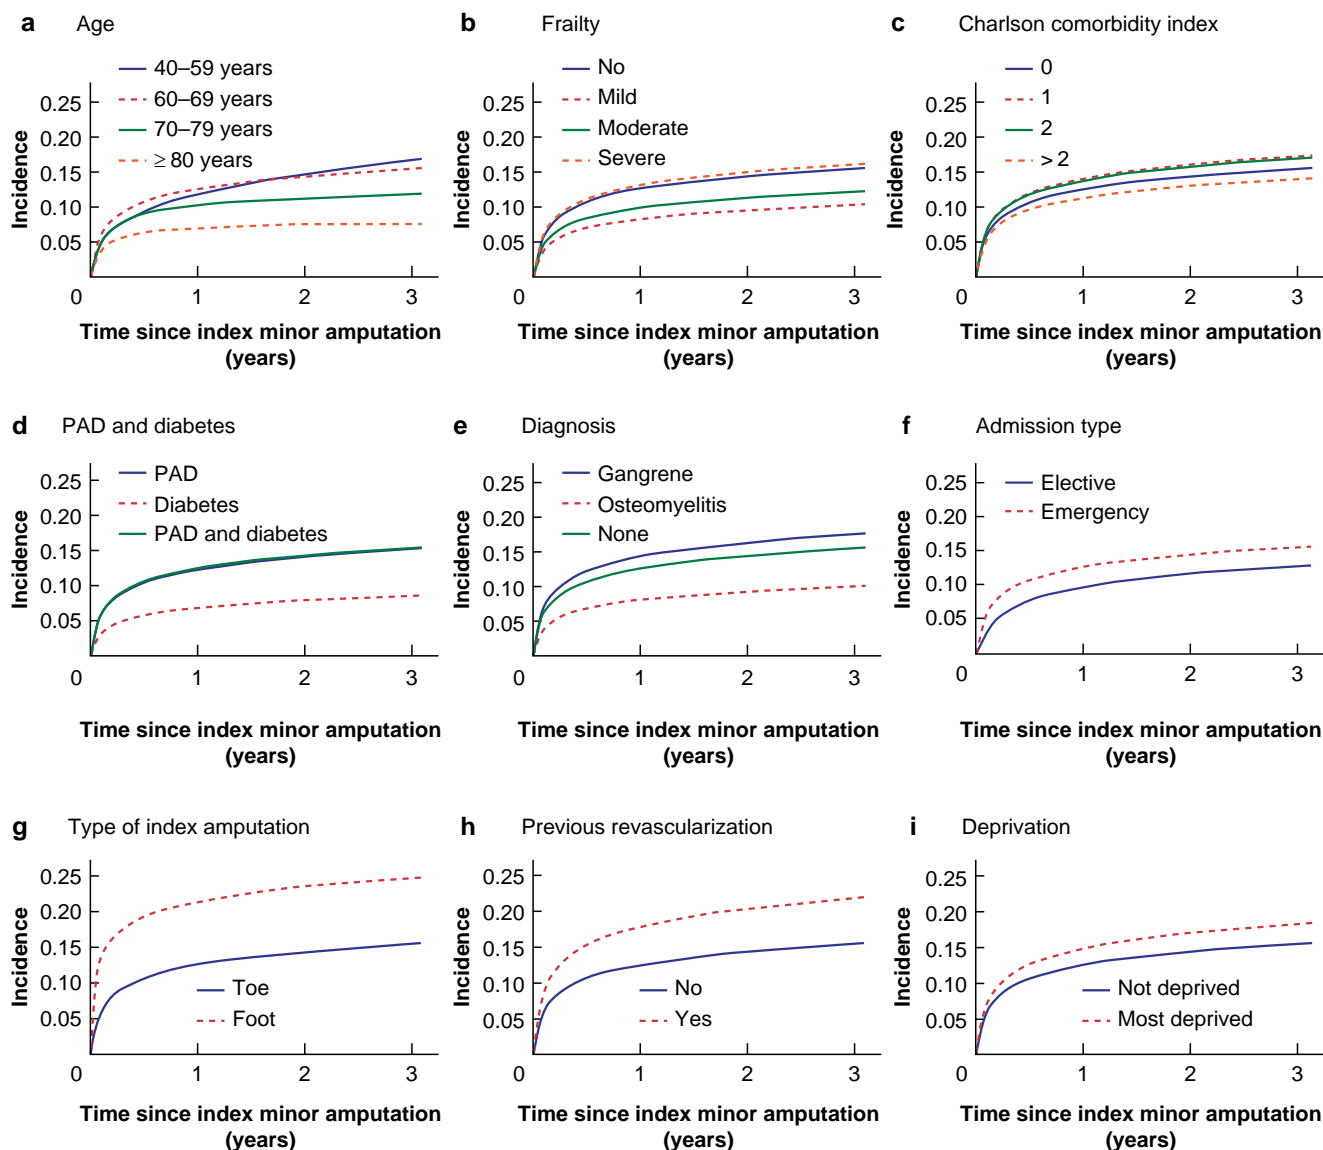 a Age
40–59 years
60–69 years
70–79 years
≥ 80 years
Incidence
0.25
0.20
0.15
0.10
0.05
0
1
2
3
Time since index minor amputation
(years)
b Frailty
No
Mild
Moderate
Severe
Incidence
0.25
0.20
0.15
0.10
0.05
0
1
2
3
Time since index minor amputation
(years)
c Charlson comorbidity index
0
1
2
> 2
Incidence
0.25
0.20
0.15
0.10
0.05
0
1
2
3
Time since index minor amputation
(years)
d PAD and diabetes
PAD
Diabetes
PAD and diabetes
Incidence
0.25
0.20
0.15
0.10
0.05
0
1
2
3
Time since index minor amputation
(years)
e Diagnosis
Gangrene
Osteomyelitis
None
Incidence
0.25
0.20
0.15
0.10
0.05
0
1
2
3
Time since index minor amputation
(years)
f Admission type
Elective
Emergency
Incidence
0.25
0.20
0.15
0.10
0.05
0
1
2
3
Time since index minor amputation
(years)
g Type of index amputation
Toe
Foot
Incidence
0.25
0.20
0.15
0.10
0.05
0
1
2
3
Time since index minor amputation
(years)
h Previous revascularization
No
Yes
Incidence
0.25
0.20
0.15
0.10
0.05
0
1
2
3
Time since index minor amputation
(years)
i Deprivation
Not deprived
Most deprived
Incidence
0.25
0.20
0.15
0.10
0.05
0
1
2
3
Time since index minor amputation
(years)